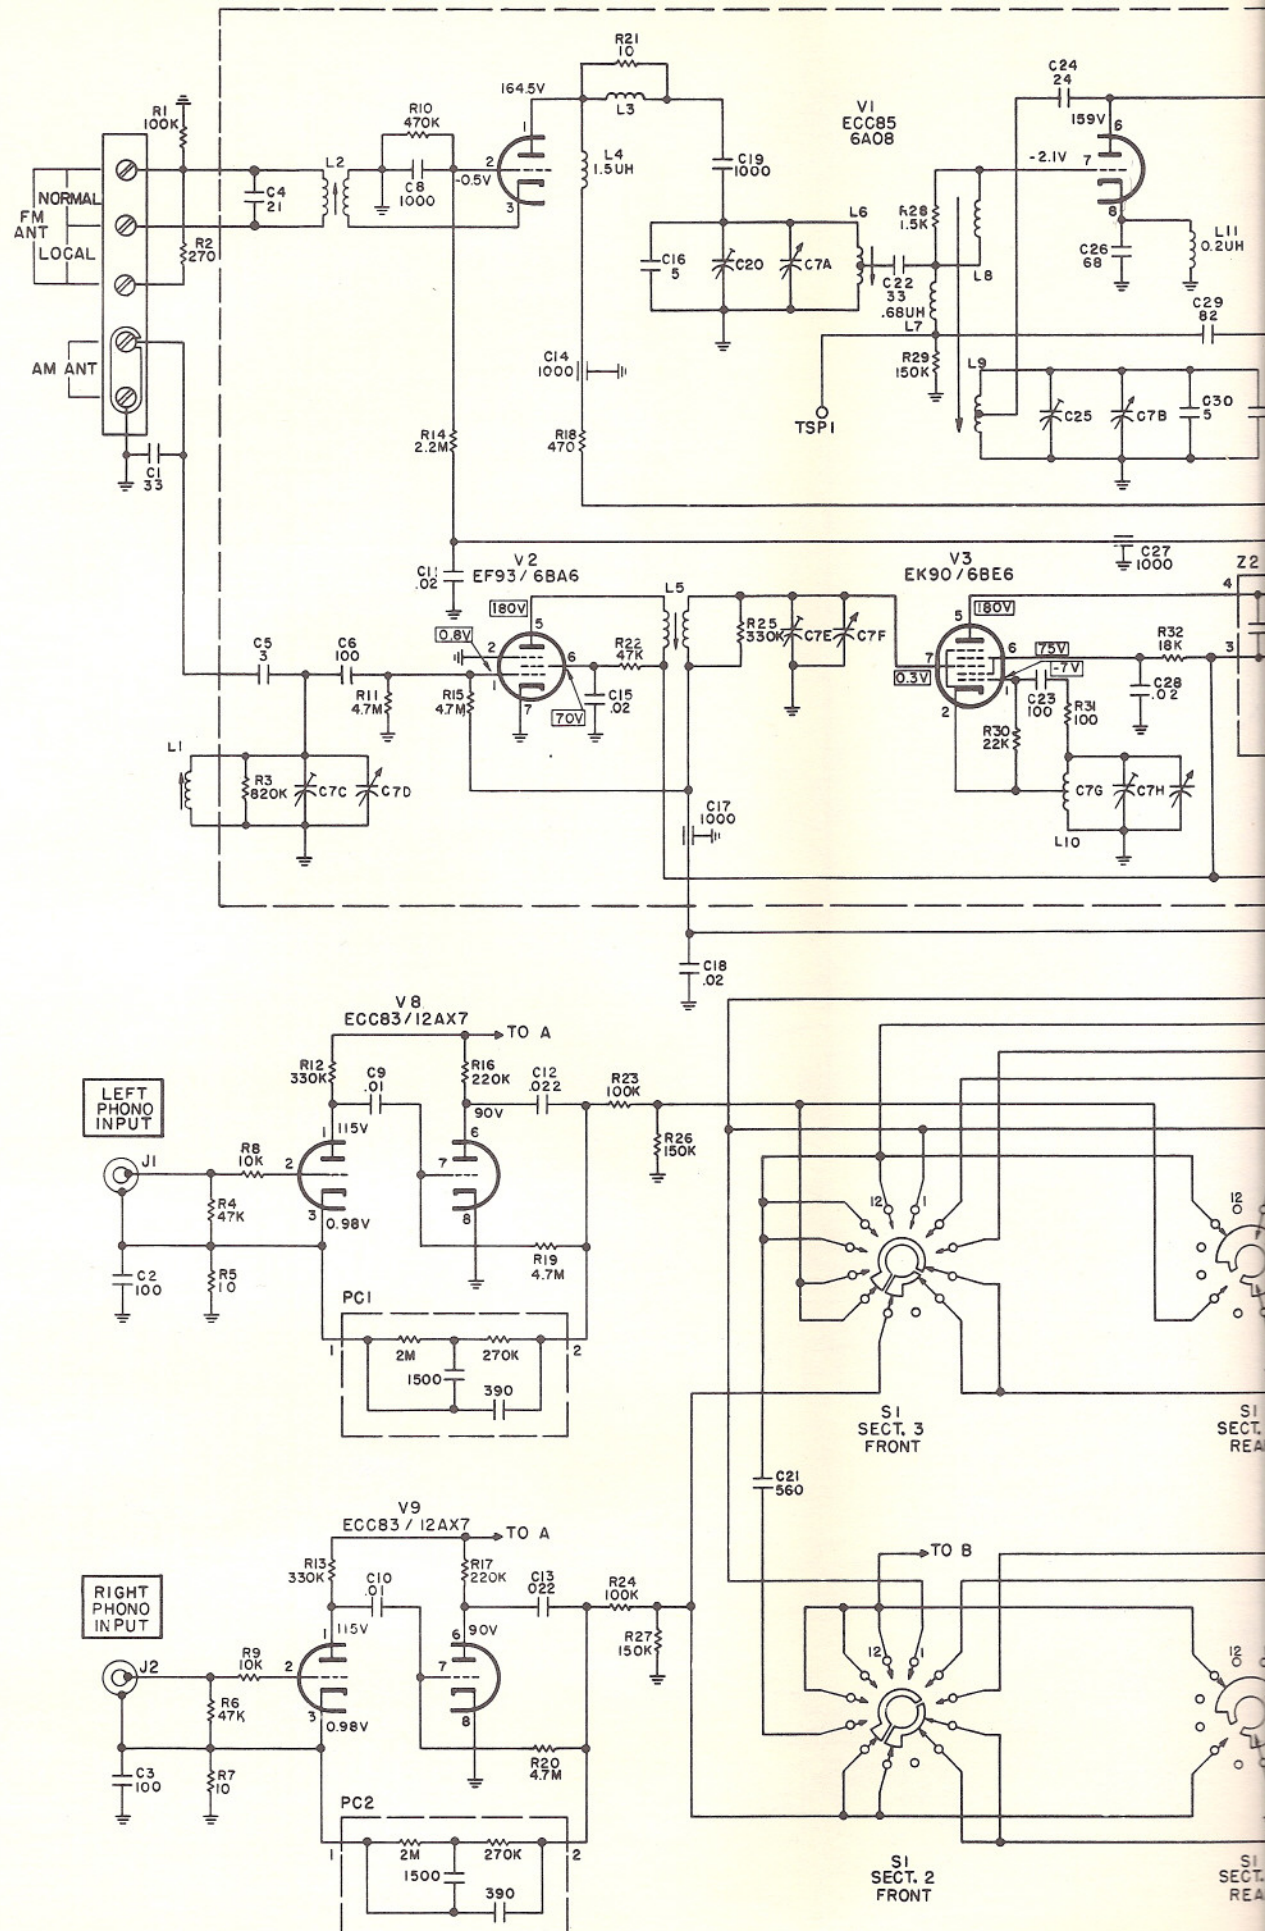 R21
10
C24
24
164.5V
L3
V1
ECC85
6AQ8
159V
R1
100K
R10
470K
1
L4
1.5UH
C19
1000
6
L2
2
-0.5V
C8
1000
3
-2.1V
7
8
FM
ANT
NORMAL
LOCAL
C4
21
R2
270
R28
1.5K
L6
L8
C26
68
L11
0.2UH
C16
5
C20
C7A
C22
33
.68UH
L7
C29
82
AM ANT
C14
1000
R29
150K
L9
TSP1
C25
C7B
C30
5
R14
2.2M
R18
470
C1
33
V2
EF93/6BA6
C11
.02
L5
V3
EK90/6BE6
C27
1000
Z2
4
180V
5
180V
5
0.8V
2
6
R22
47K
R25
330K
C7E
C7F
7
0.3V
6
75V
-7V
R32
18K
3
C5
3
C6
100
R11
4.7M
R15
4.7M
1
7
70V
C15
.02
2
1
C23
100
R31
100
C28
.02
R30
22K
L1
R3
820K
C7C
C7D
C17
1000
C7G
C7H
L10
C18
.02
V8
ECC83/12AX7
TO A
R12
330K
C9
.01
R16
220K
C12
.022
R23
100K
LEFT
PHONO
INPUT
1
115V
90V
6
R26
150K
J1
R8
10K
2
7
R4
47K
3
0.98V
8
12
1
12
C2
100
R5
10
R19
4.7M
PC1
1
2M
270K
2
1500
390
S1
SECT. 3
FRONT
S1
SECT.
REA
C21
560
V9
ECC83/12AX7
TO A
TO B
R13
330K
C10
.01
R17
220K
C13
.022
R24
100K
RIGHT
PHONO
INPUT
1
115V
6
90V
R27
150K
12
1
12
J2
R9
10K
2
7
R6
47K
3
0.98V
8
C3
100
R7
10
R20
4.7M
PC2
1
2M
270K
2
1500
390
S1
SECT. 2
FRONT
S1
SECT.
REA